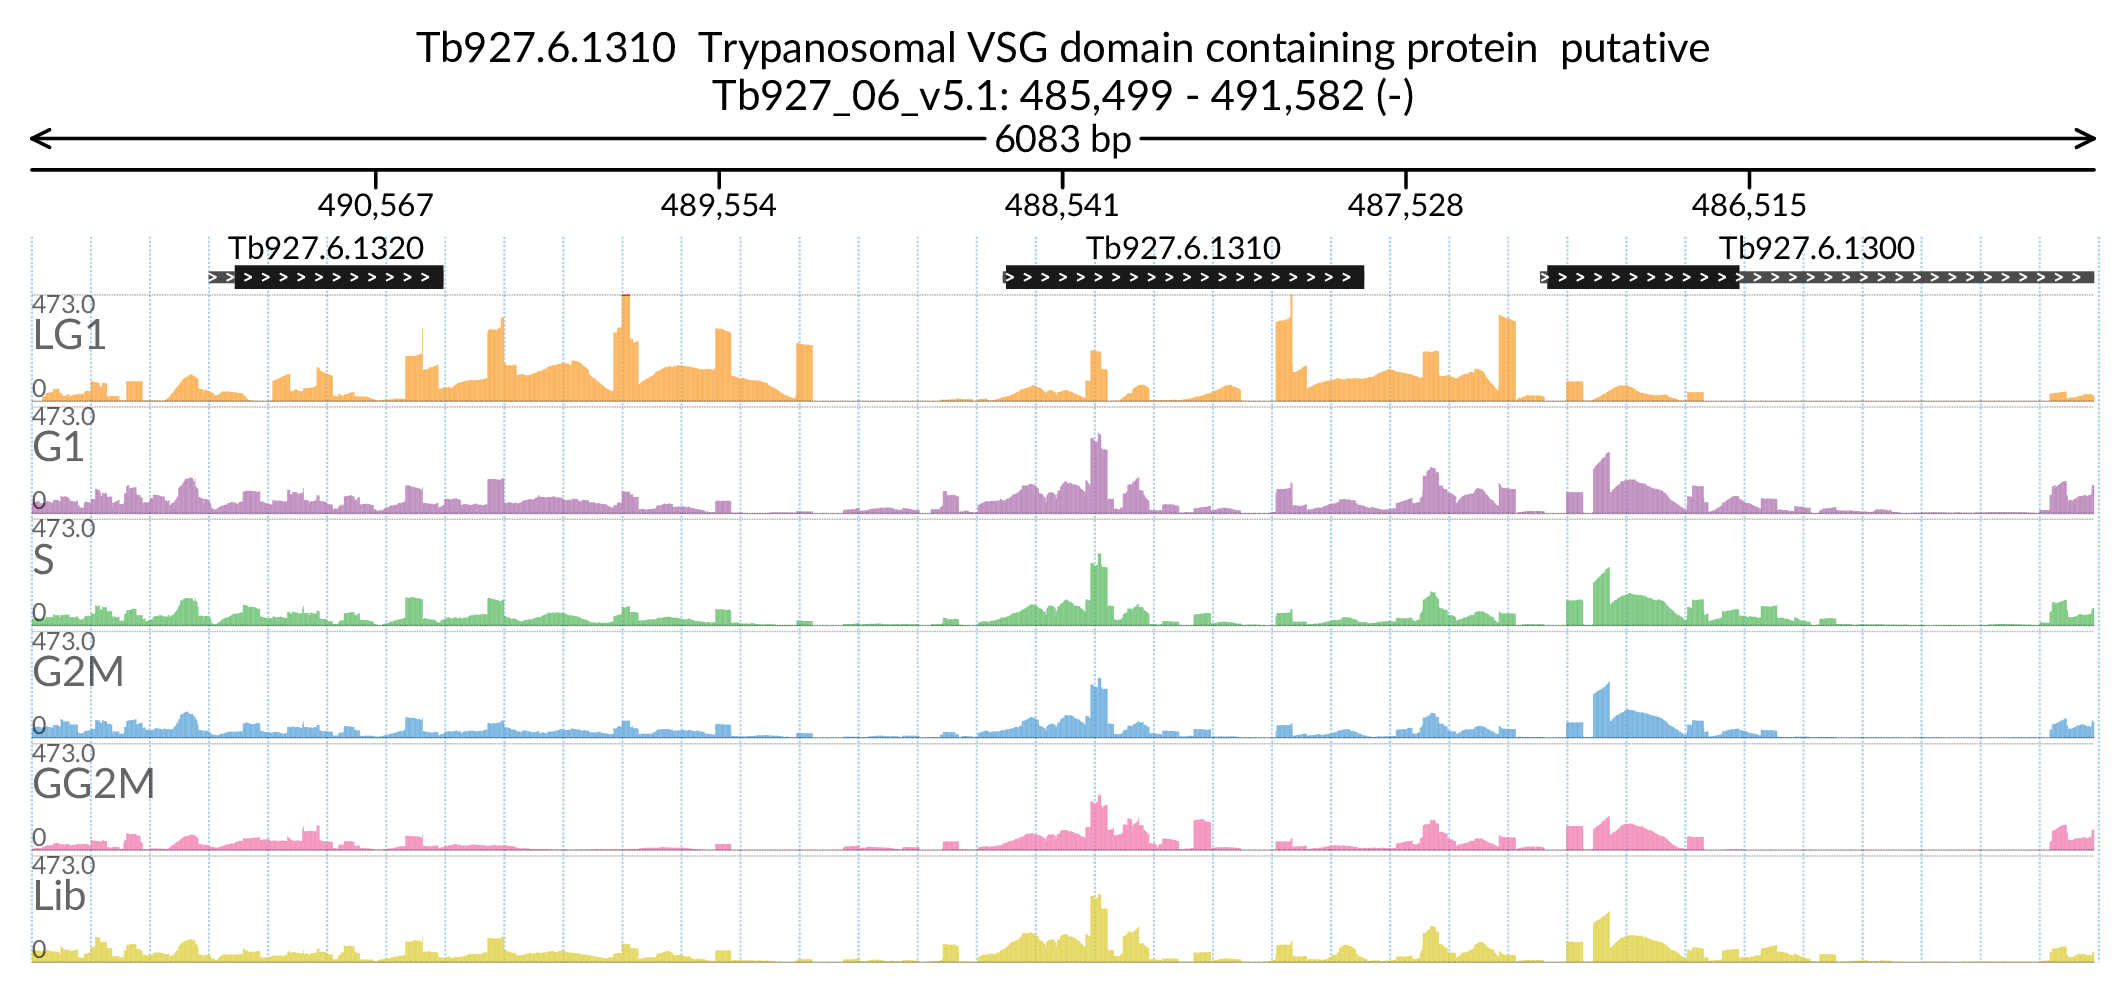 Tb927.6.1310  Trypanosomal VSG domain containing protein  putative
Tb927_06_v5.1: 485,499 - 491,582 (-)
6083 bp
490,567 489,554 488,541 487,528 486,515
Tb927.6.1320 Tb927.6.1310 Tb927.6.1300
473.0
LG1
0
473.0
G1
0
473.0
S
0
473.0
G2M
0
473.0
GG2M
0
473.0
Lib
0